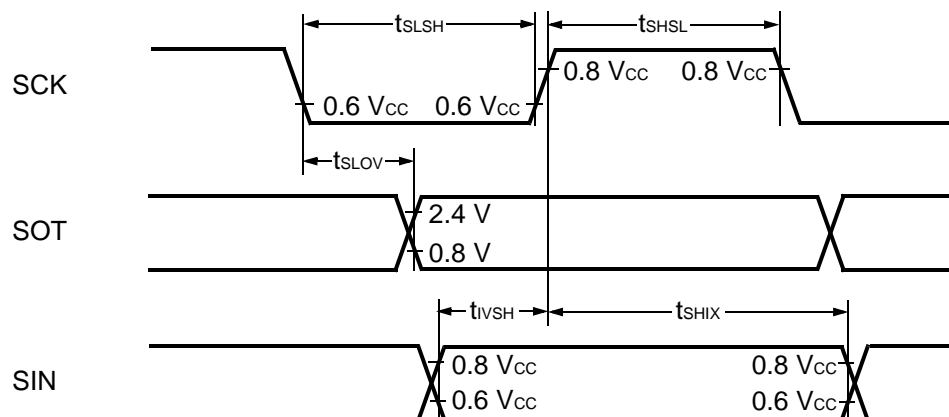 tSLSH tSHSL
SCK 0.8 VCC 0.8 VCC
0.6 VCC 0.6 VCC
tSLOV
SOT 2.4 V
0.8 V
tIVSH tSHIX
SIN 0.8 VCC 0.8 VCC
0.6 VCC 0.6 VCC